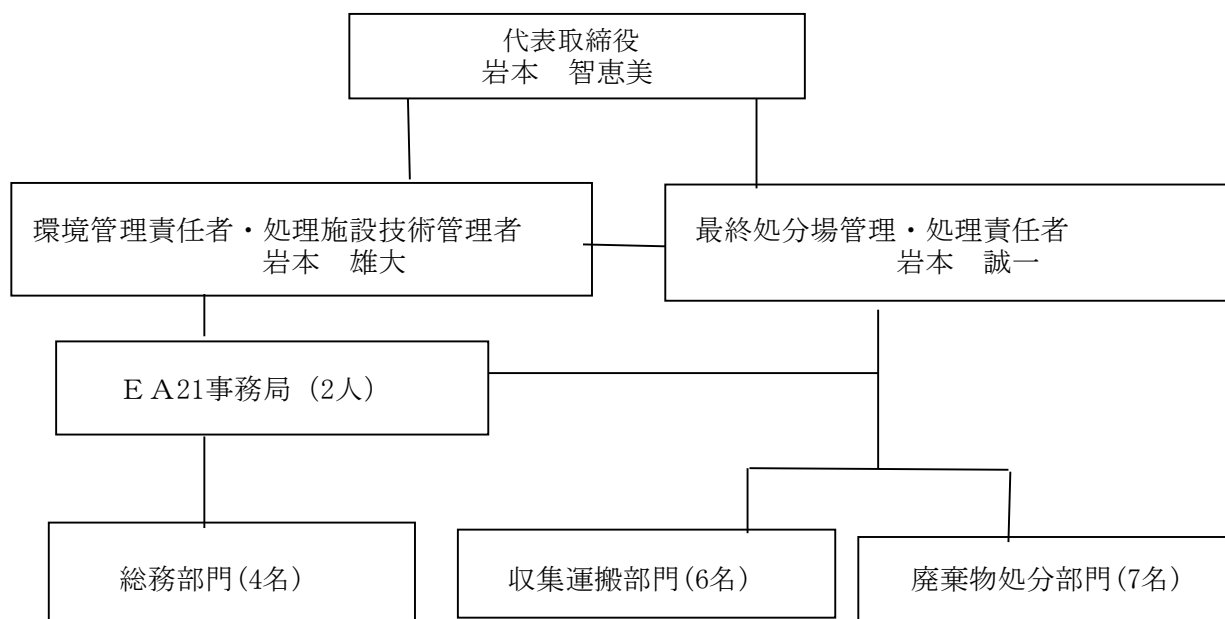 代表取締役
岩本　智恵美
環境管理責任者・処理施設技術管理者
岩本　雄大
最終処分場管理・処理責任者
岩本　誠一
ＥＡ21事務局（2人）
総務部門(4名)
収集運搬部門(6名)
廃棄物処分部門(7名)